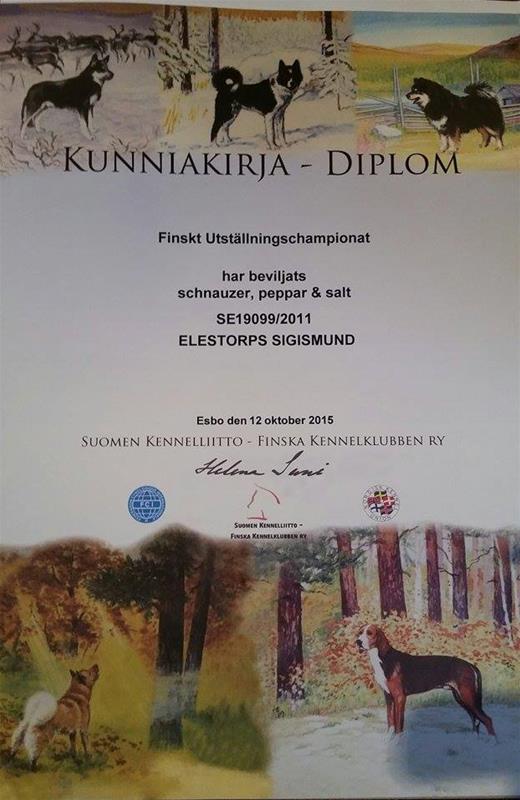 KUNNIAKIRJA - DIPLOM
Finskt Utställningschampionat
har beviljats
schnauzer, peppar & salt
SE19099/2011
ELESTORPS SIGISMUND
Esbo den 12 oktober 2015
SUOMEN KENNELLIITTO - FINSKA KENNELKLUBBEN RY
Helena Suni
FCI
SUOMEN KENNELLIITTO -
FINSKA KENNELKLUBBEN RY